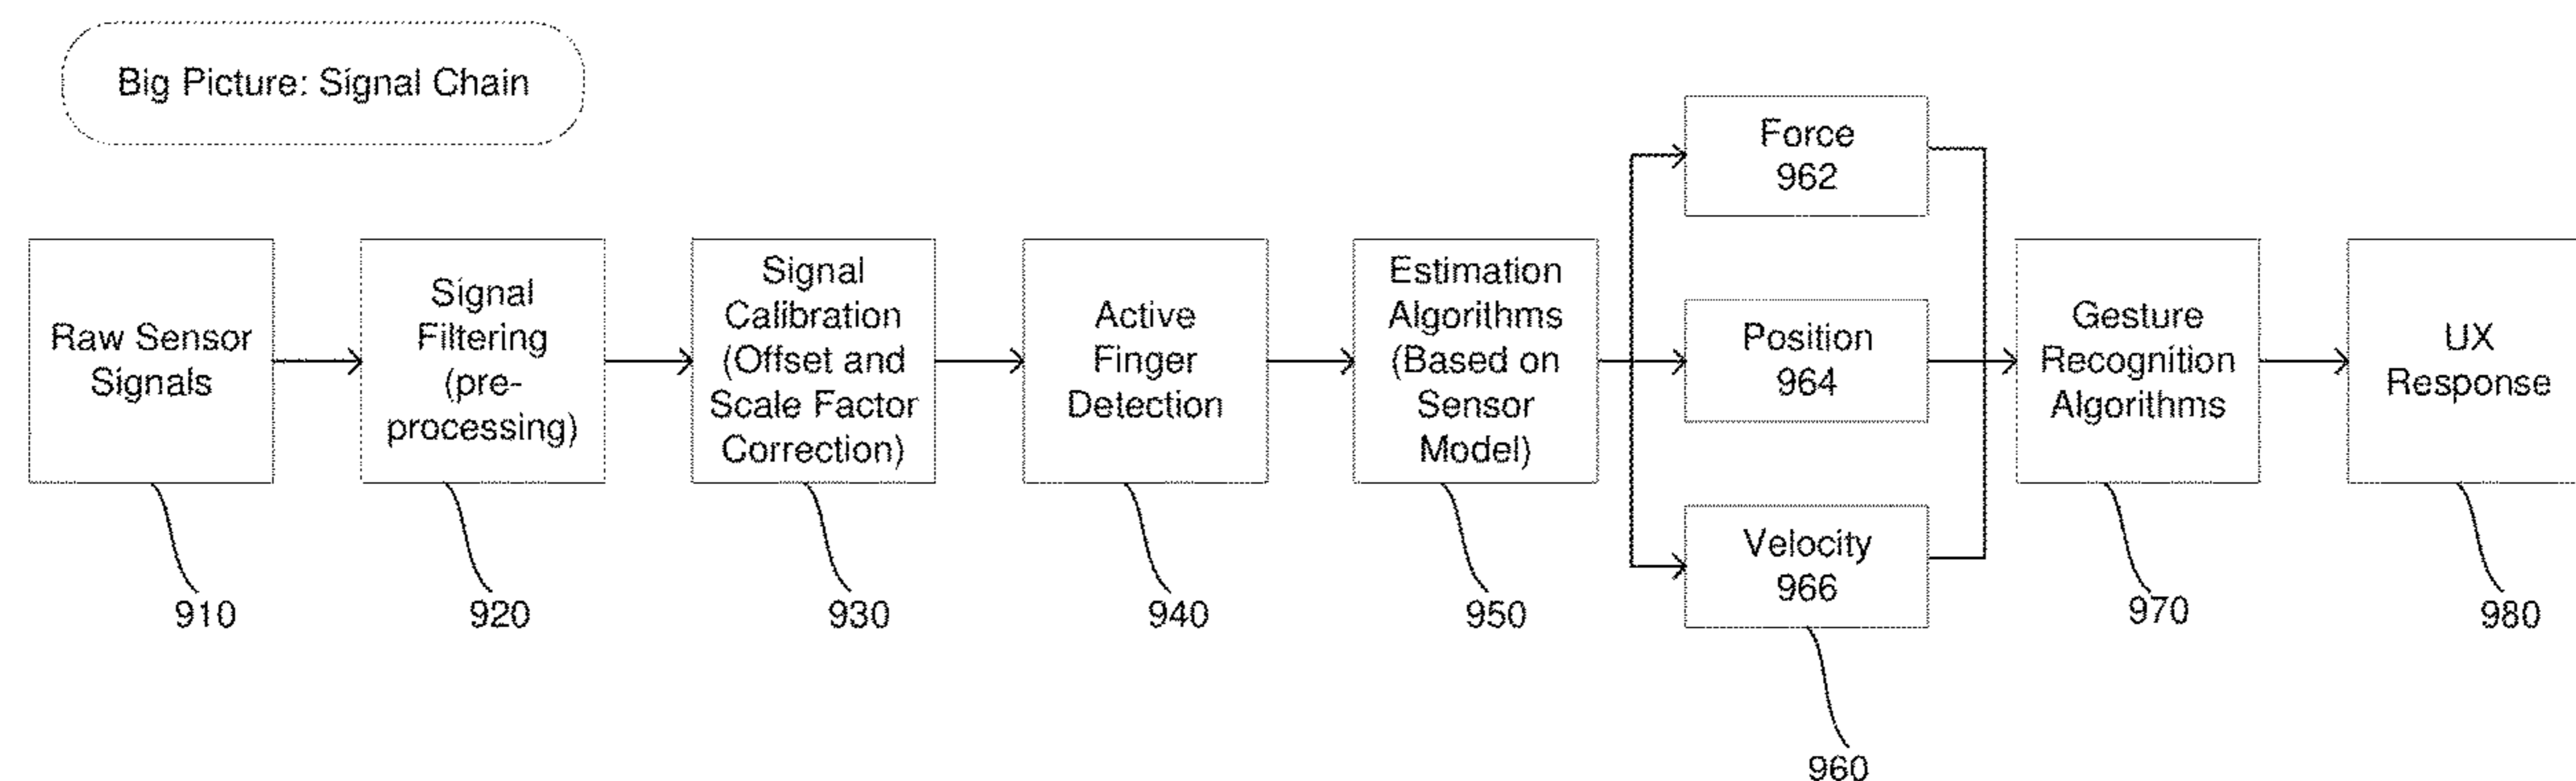 Big Picture: Signal Chain
Raw Sensor
Signals
910
Signal
Filtering
(pre-
processing)
920
Signal
Calibration
(Offset and
Scale Factor
Correction)
930
Active
Finger
Detection
940
Estimation
Algorithms
(Based on
Sensor
Model)
950
Force
962
Position
964
Velocity
966
960
Gesture
Recognition
Algorithms
970
UX
Response
980